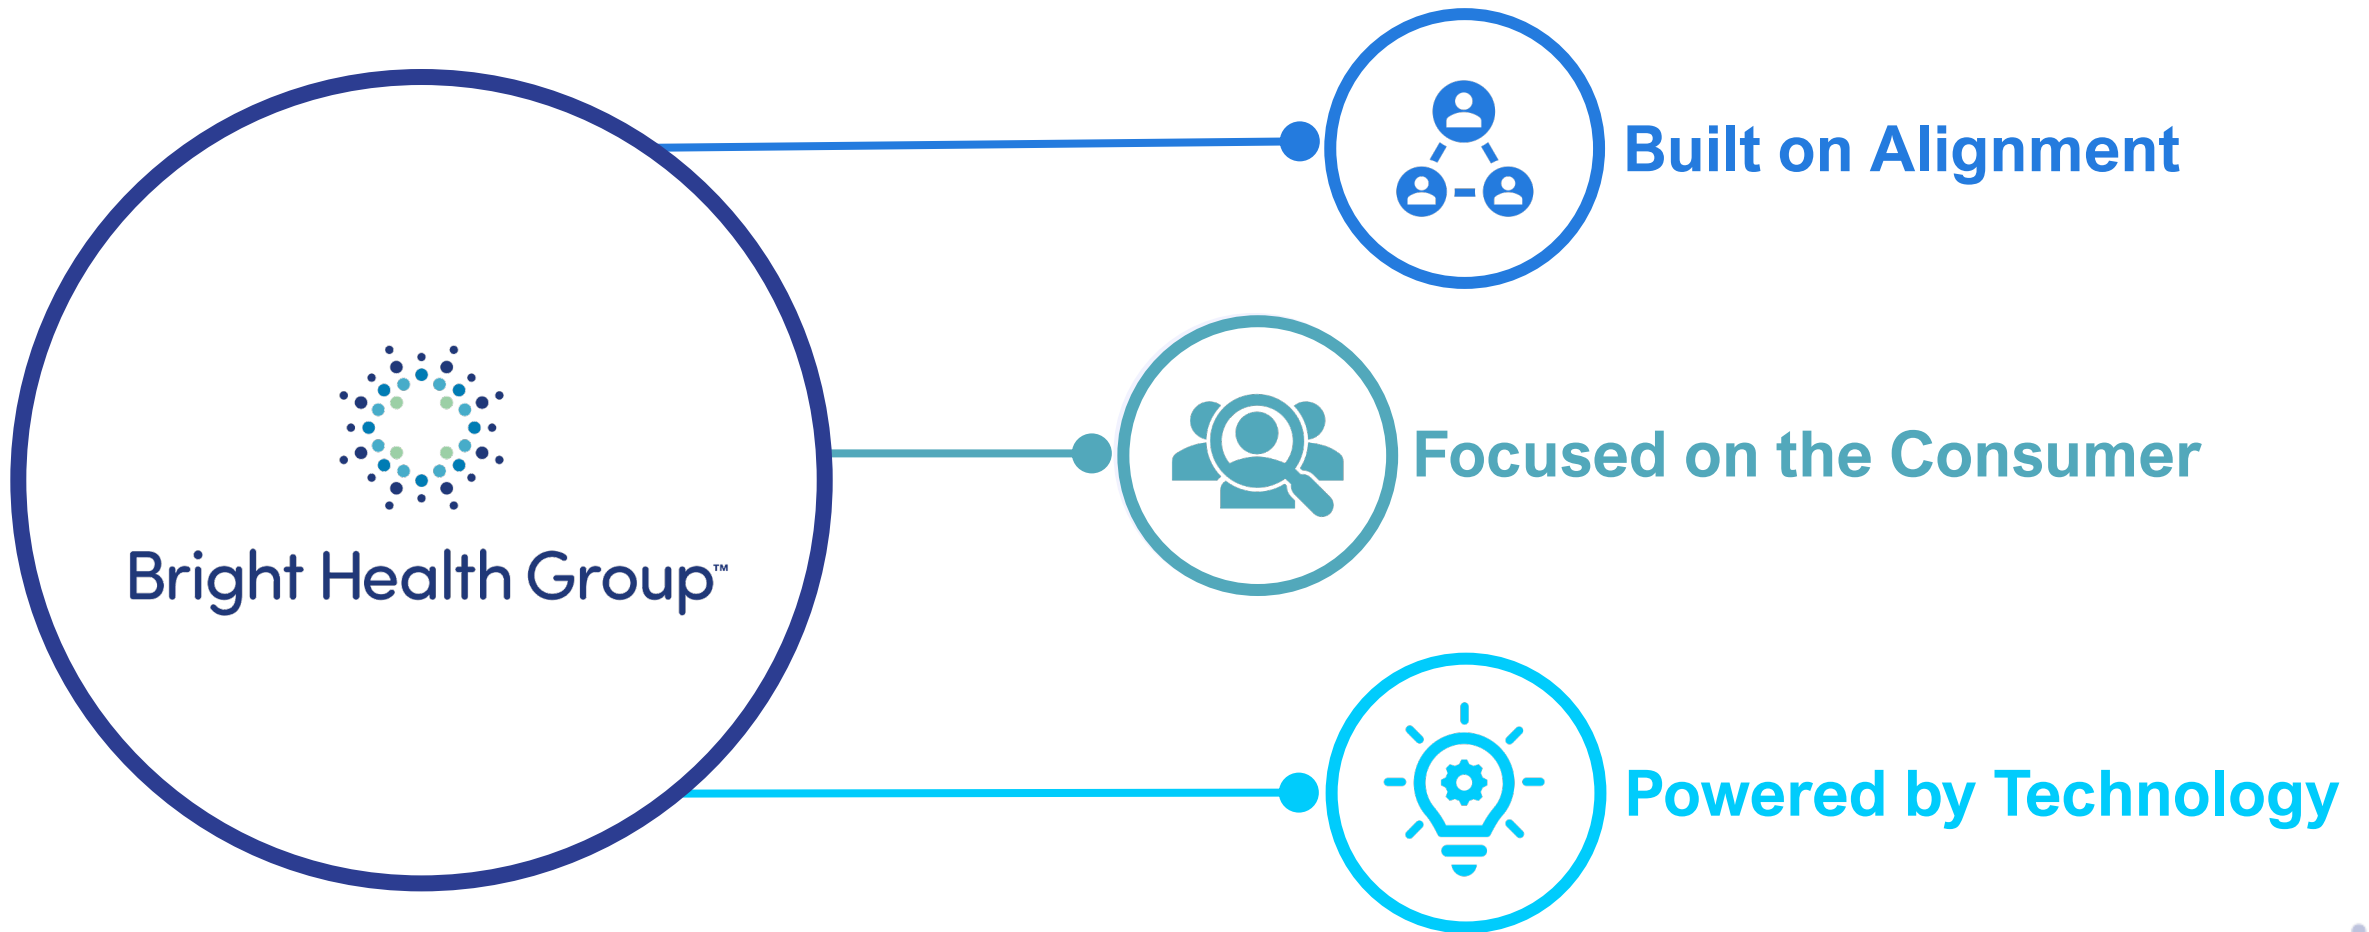 Built on Alignment
Focused on the Consumer
Bright Health Group™
Powered by Technology